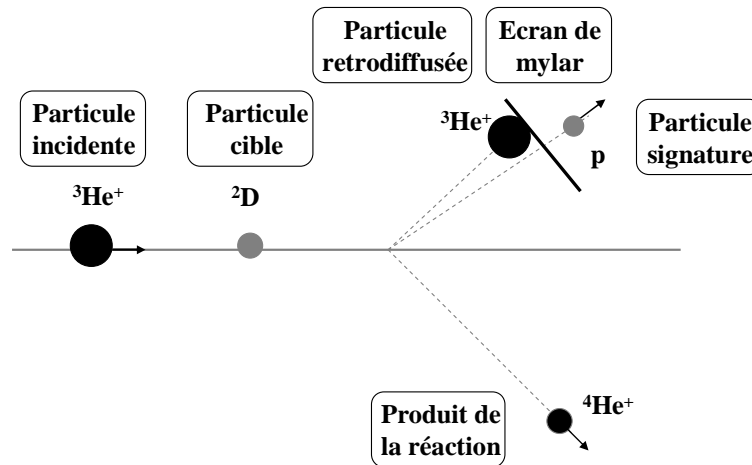 Particule
retrodiffusée
Ecran de
mylar
Particule
incidente
Particule
cible
³He⁺
Particule
signature
p
³He⁺
²D
⁴He⁺
Produit de
la réaction